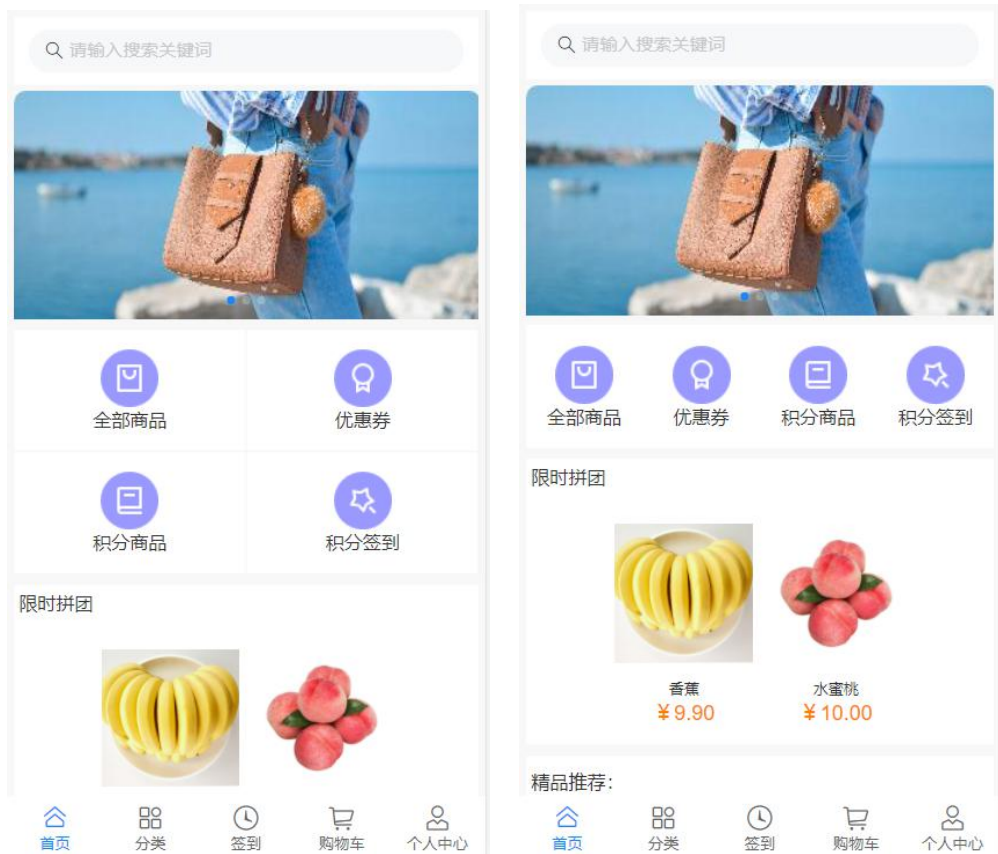 请输入搜索关键词
全部商品
优惠券
积分商品
积分签到
限时拼团
首页
分类
签到
购物车
个人中心
请输入搜索关键词
全部商品
优惠券
积分商品
积分签到
限时拼团
香蕉
水蜜桃
¥9.90
¥10.00
精品推荐:
首页
分类
签到
购物车
个人中心